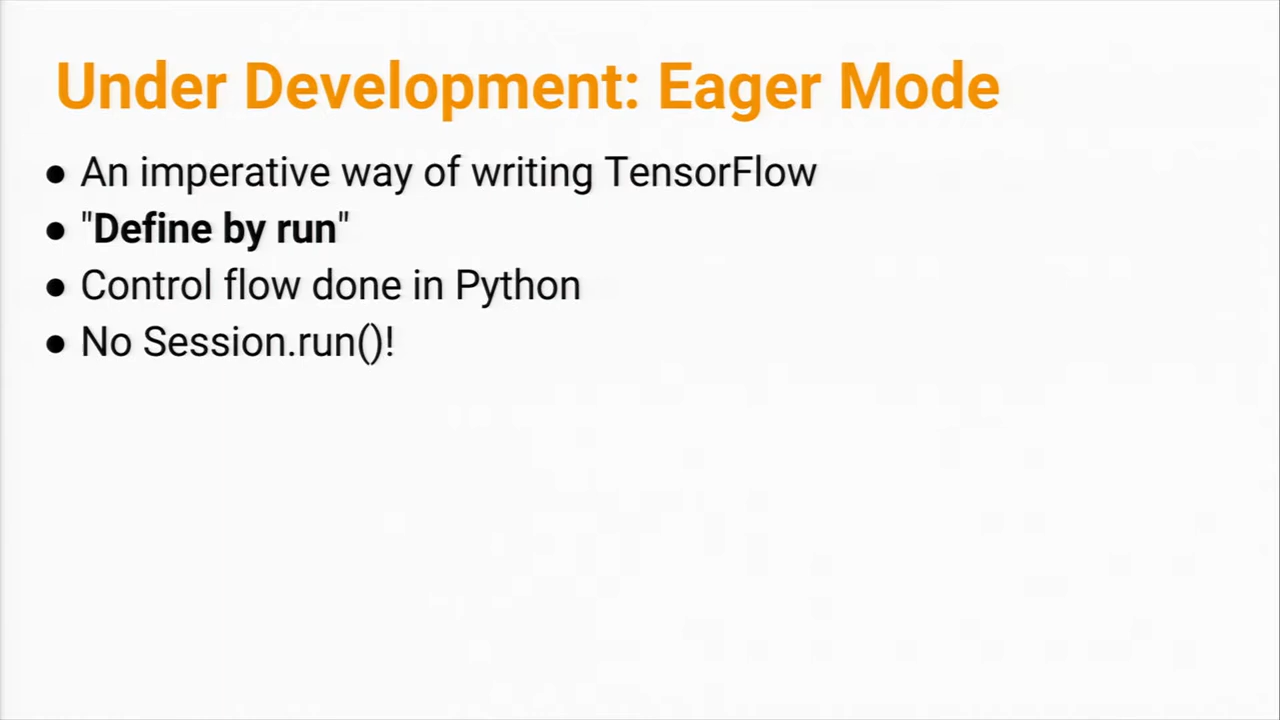 Under Development: Eager Mode
● An imperative way of writing TensorFlow
● "Define by run"
● Control flow done in Python
● No Session.run()!